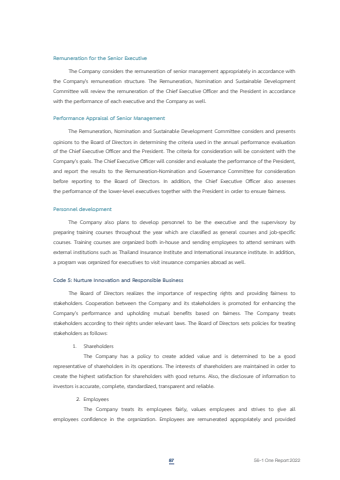 Remuneration for the Senior Executive
The Company considers the remuneration of senior management appropriately in accordance
with the Company's remuneration structure. The Remuneration, Nomination and Sustainable Development
Committee will review the remuneration of the Chief Executive Officer and the President in accordance
with the performance of each executive and the Company as well.
Performance Appraisal of Senior Management
The Remuneration, Nomination and Sustainable Development Committee considers and presents
opinions to the Board of Directors in determining the criteria used in the annual performance evaluation
of the Chief Executive Officer and the President. The criteria for consideration will be consistent with the
Company's goals. The Chief Executive Officer will consider and evaluate the performance of the President,
and report the results to the Remuneration-Nomination and Governance Committee for consideration
before reporting to the Board of Directors. In addition, the Chief Executive Officer also assesses
the performance of the lower-level executives together with the President in order to ensure fairness.
Personnel development
The Company also plans to develop personnel to be the executive and the supervisory by
preparing training courses throughout the year which are classified as general courses and job-specific
courses. Training courses are organized both in-house and sending employees to attend seminars with
external institutions such as Thailand Insurance Institute and International insurance institute. In addition,
a program was organized for executives to visit insurance companies abroad as well.
Code 5: Nurture Innovation and Responsible Business
The Board of Directors realizes the importance of respecting rights and providing fairness to
stakeholders. Cooperation between the Company and its stakeholders is promoted for enhancing the
Company's performance and upholding mutual benefits based on fairness. The Company treats
stakeholders according to their rights under relevant laws. The Board of Directors sets policies for treating
stakeholders as follows:
1. Shareholders
The Company has a policy to create added value and is determined to be a good
representative of shareholders in its operations. The interests of shareholders are maintained in order to
create the highest satisfaction for shareholders with good returns. Also, the disclosure of information to
investors is accurate, complete, standardized, transparent and reliable.
2. Employees
The Company treats its employees fairly, values employees and strives to give all
employees confidence in the organization. Employees are remunerated appropriately and provided
87
56-1 One-Report 2022